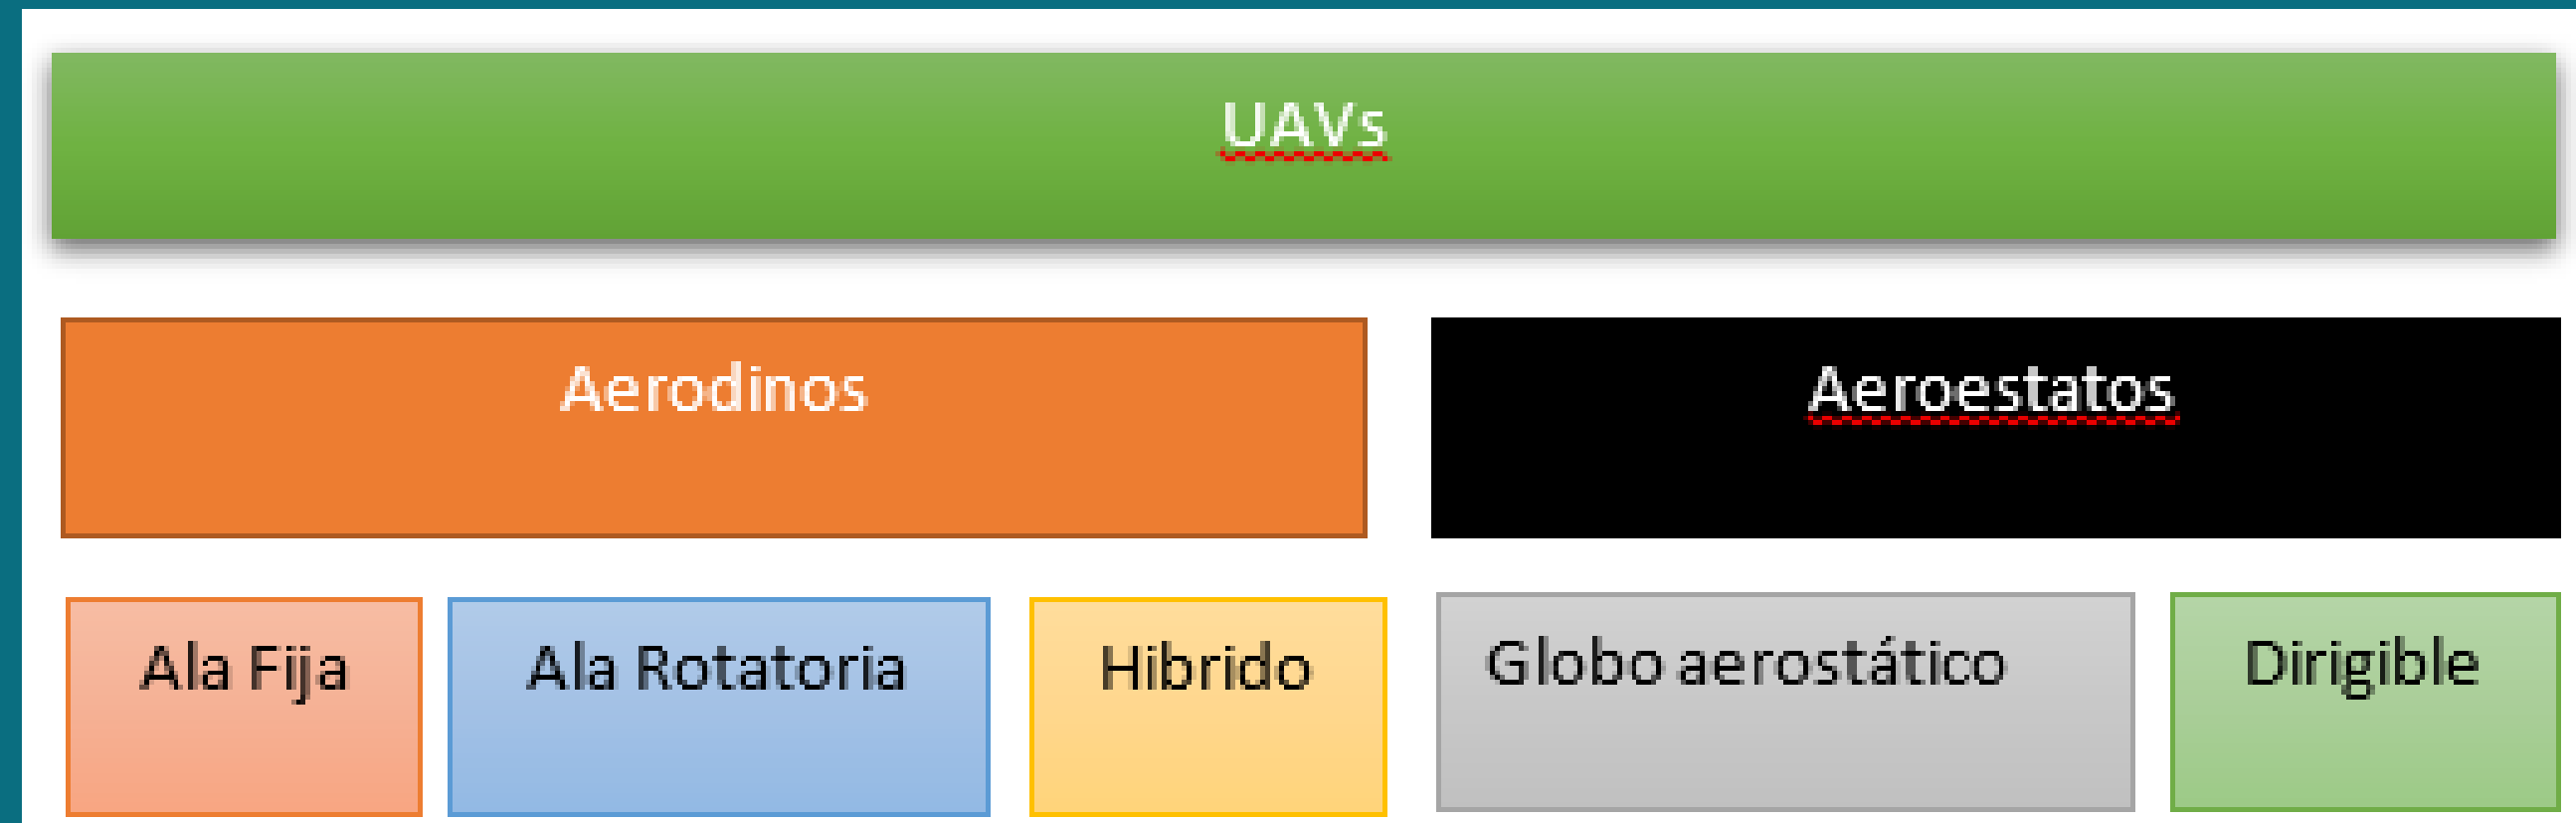 UAVs
Aerodinos
Aeroestatos
Ala Fija
Ala Rotatoria
Hibrido
Globo aerostático
Dirigible